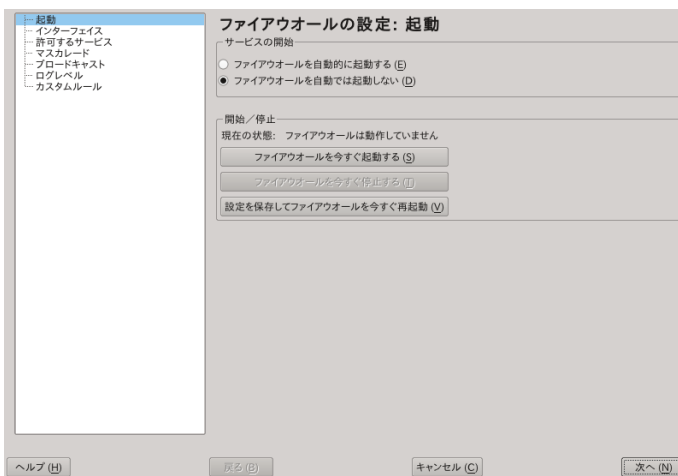 起動
インターフェイス
許可するサービス
マスカレード
ブロードキャスト
ログレベル
カスタムルール
ファイアウオールの設定: 起動
サービスの開始
ファイアウオールを自動的に起動する (E)
ファイアウオールを自動では起動しない (D)
開始／停止
現在の状態: ファイアウオールは動作していません
ファイアウオールを今すぐ起動する (S)
ファイアウオールを今すぐ停止する (T)
設定を保存してファイアウオールを今すぐ再起動 (V)
ヘルプ (H)
戻る (B)
キャンセル (C)
次へ (N)